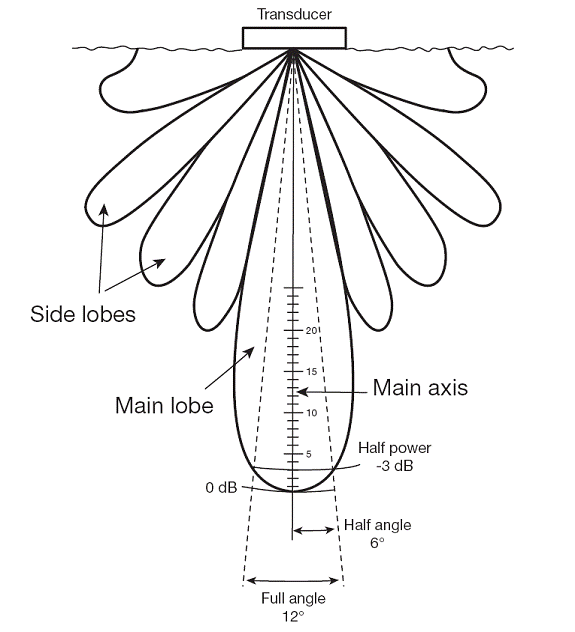 Transducer
Side lobes
20
15
Main axis
Main lobe
10
Half power
5
-3 dB
0 dB
Half angle
6°
Full angle
12°